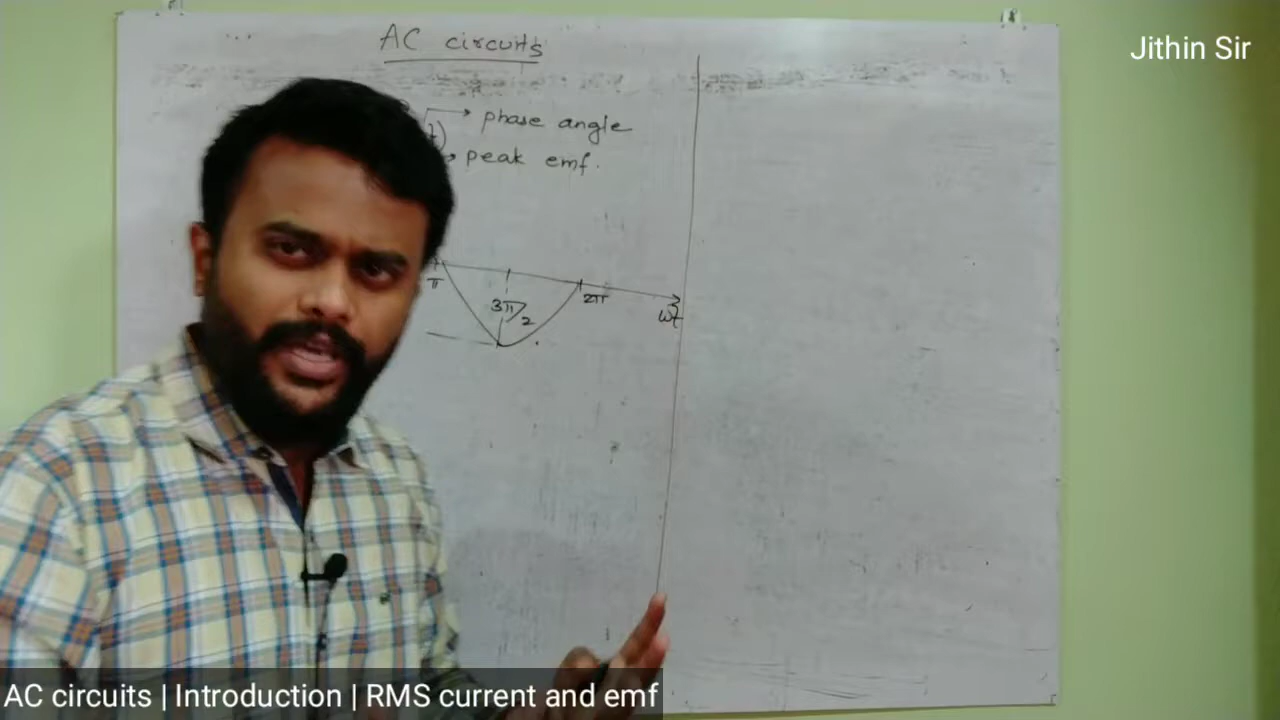 AC circuits
Jithin Sir
t) → phase angle
→ peak emf.
π
3π/2
2π
ωt
AC circuits | Introduction | RMS current and emf